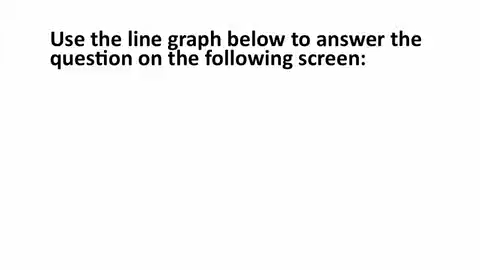 Use the line graph below to answer the
question on the following screen: